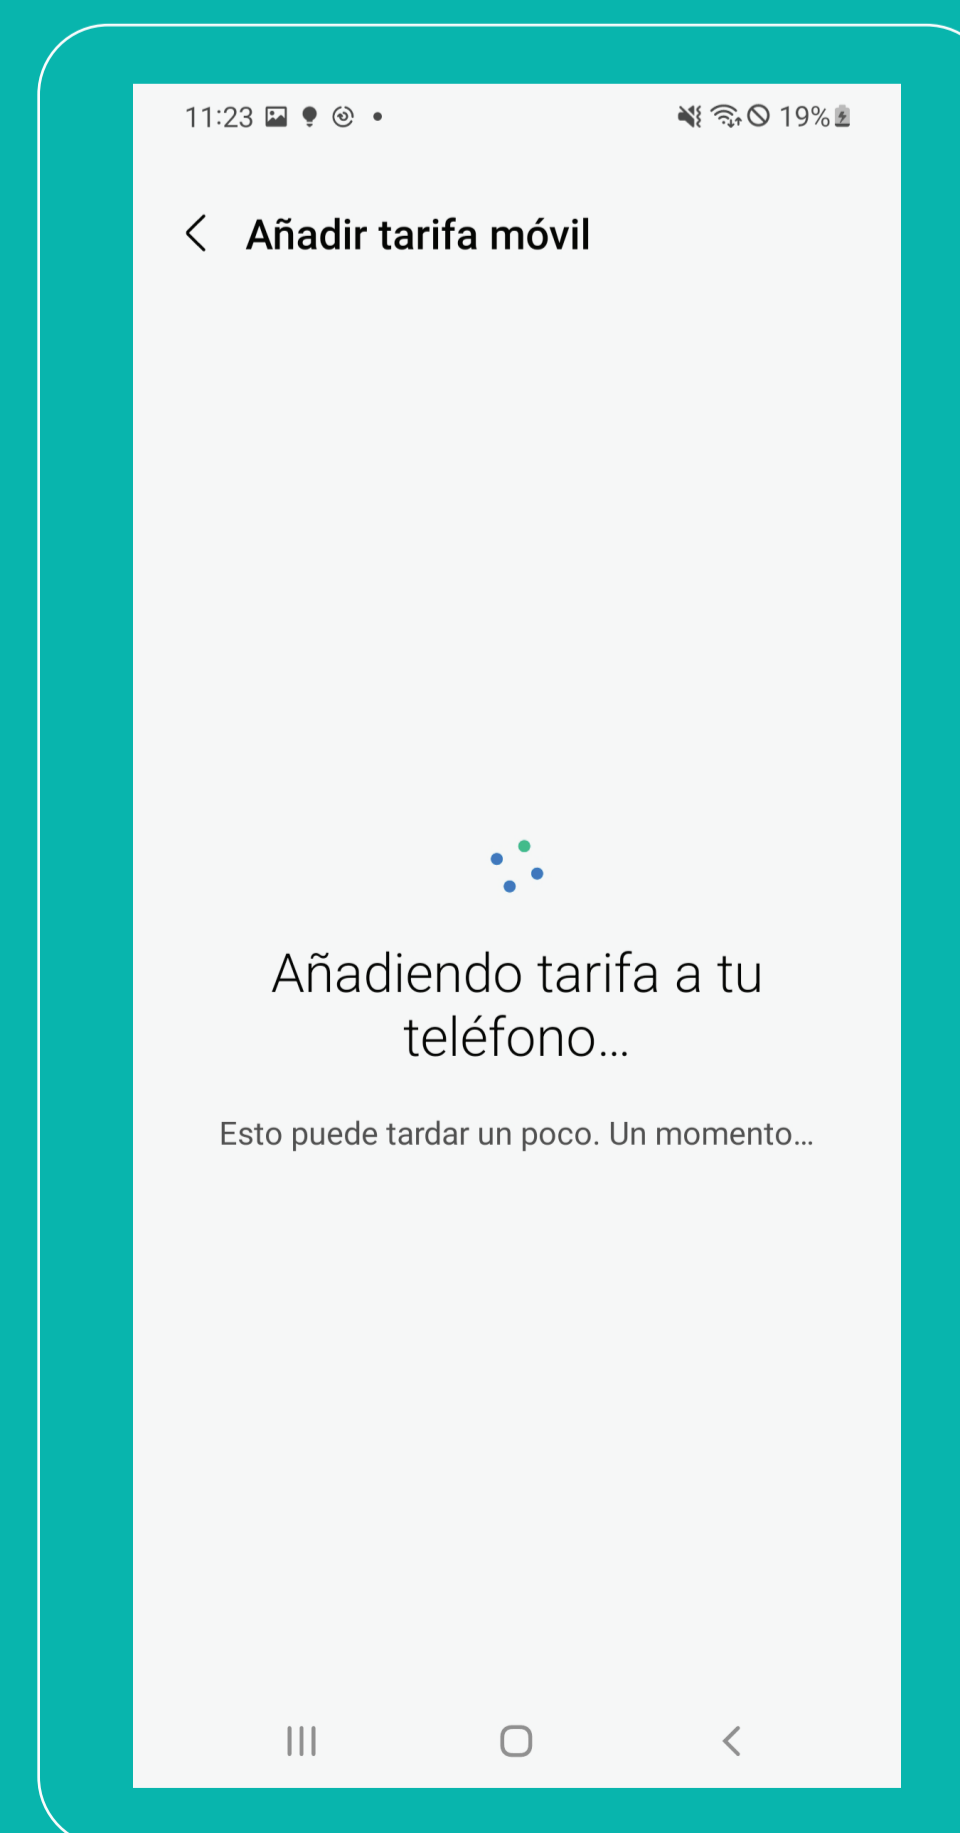 11:23
19%
Añadir tarifa móvil
Añadiendo tarifa a tu
teléfono...
Esto puede tardar un poco. Un momento...